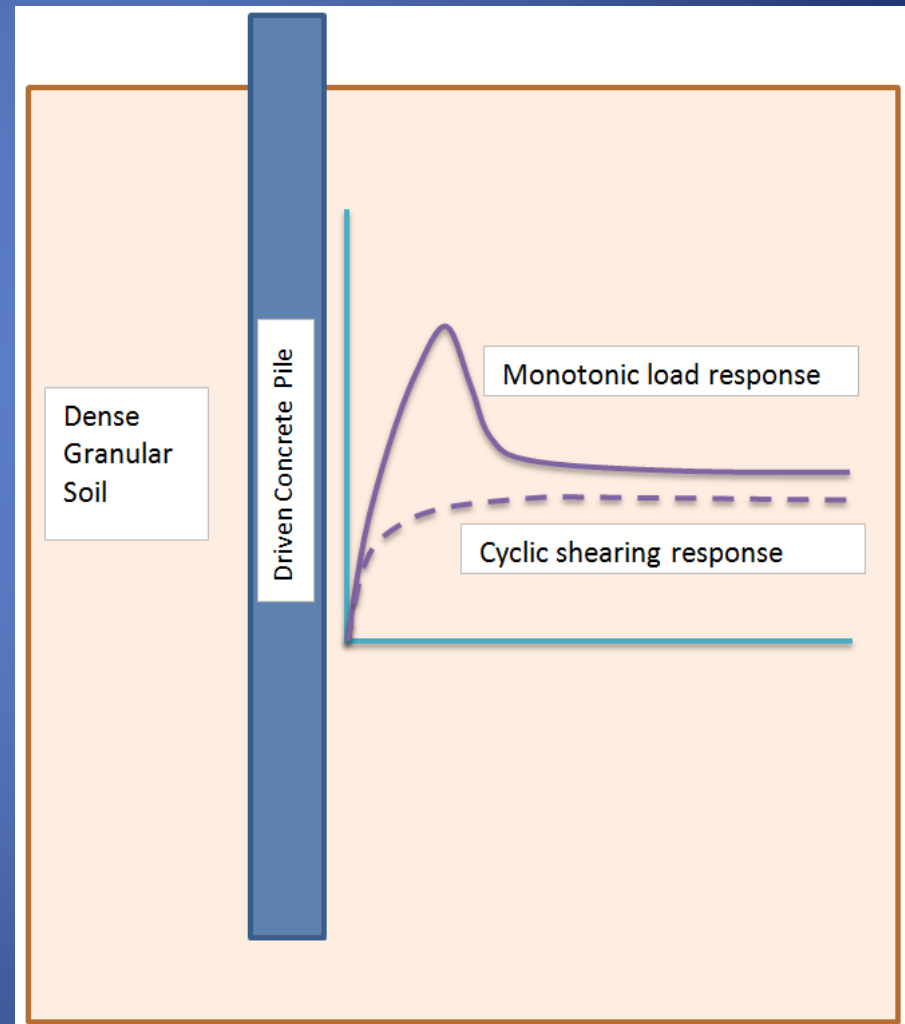 Dense
Granular
Soil
Driven Concrete Pile
Monotonic load response
Cyclic shearing response